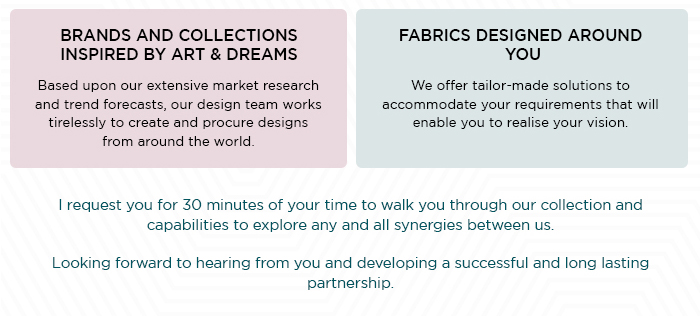 BRANDS AND COLLECTIONS
INSPIRED BY ART & DREAMS
Based upon our extensive market research
and trend forecasts, our design team works
tirelessly to create and procure designs
from around the world.
FABRICS DESIGNED AROUND
YOU
We offer tailor-made solutions to
accommodate your requirements that will
enable you to realise your vision.
I request you for 30 minutes of your time to walk you through our collection and
capabilities to explore any and all synergies between us.
Looking forward to hearing from you and developing a successful and long lasting
partnership.